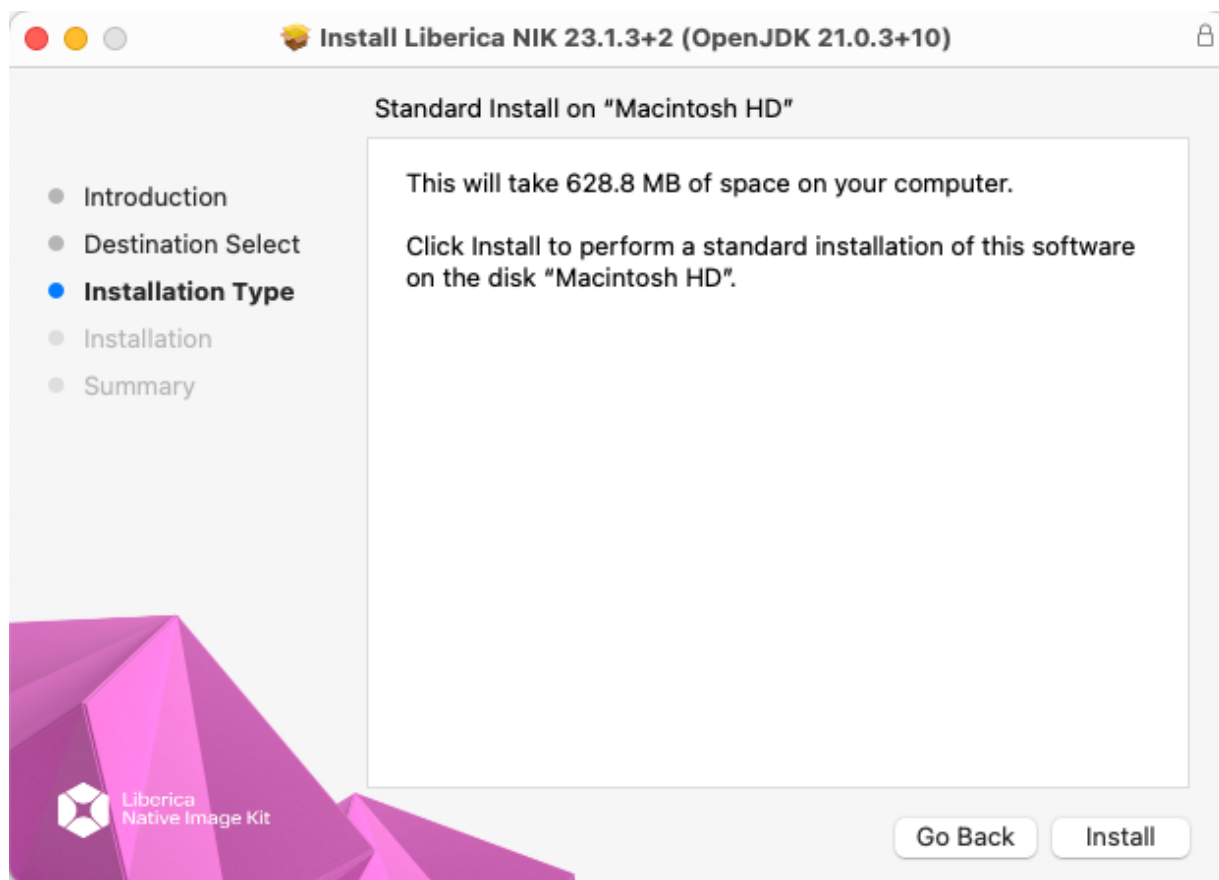 Install Liberica NIK 23.1.3+2 (OpenJDK 21.0.3+10)
Standard Install on “Macintosh HD”
Introduction
Destination Select
Installation Type
Installation
Summary
This will take 628.8 MB of space on your computer.
Click Install to perform a standard installation of this software
on the disk “Macintosh HD”.
Liberica
Native Image Kit
Go Back
Install